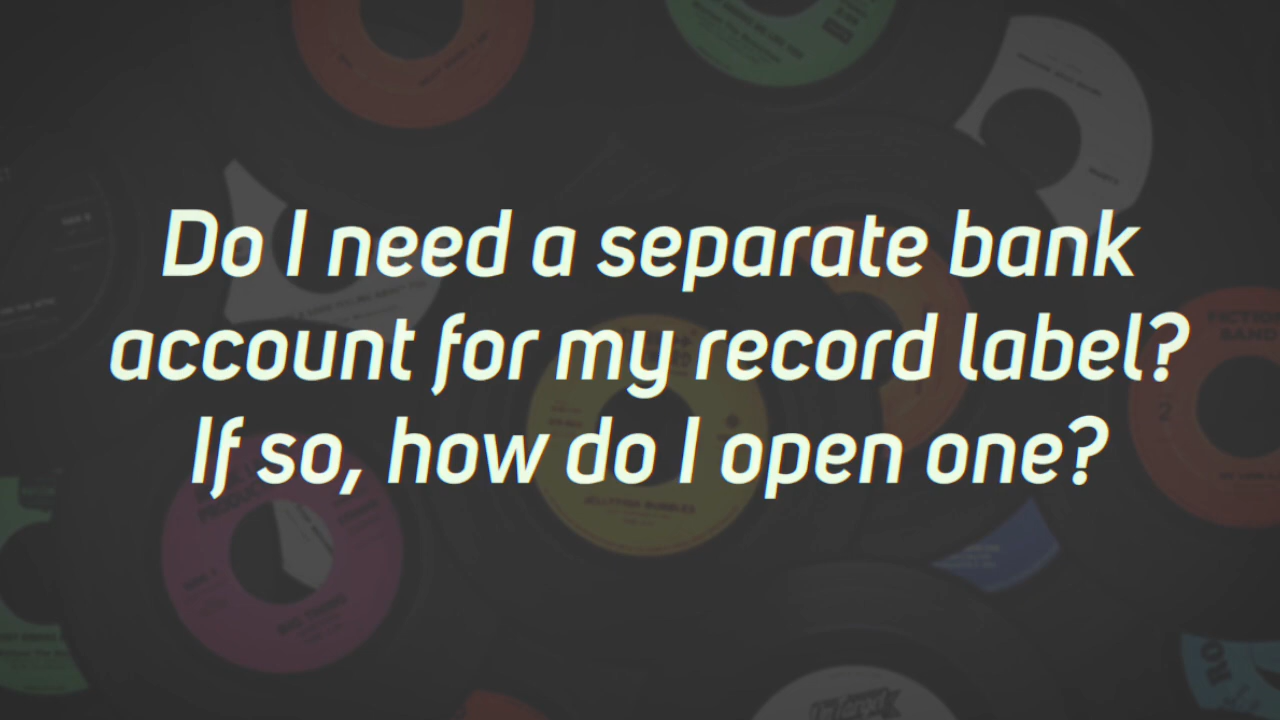 Do I need a separate bank
account for my record label?
If so, how do I open one?